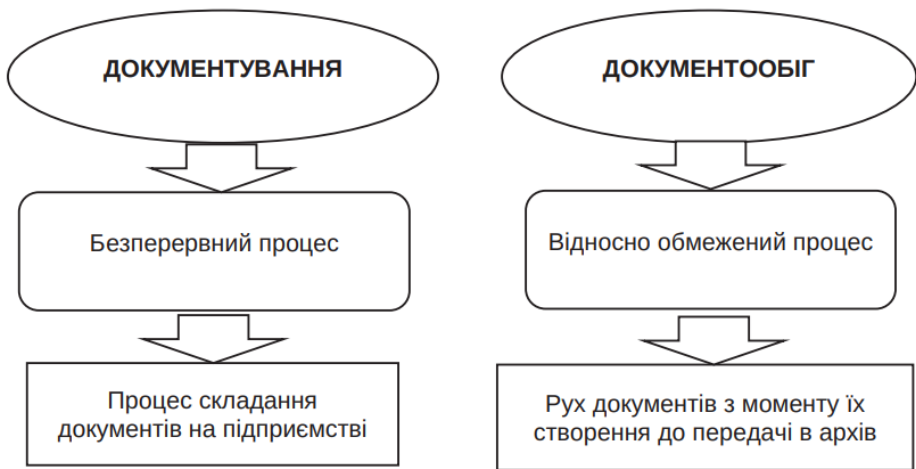 ДОКУМЕНТУВАННЯ
Безперервний процес
Процес складання
документів на підприємстві
ДОКУМЕНТООБІГ
Відносно обмежений процес
Рух документів з моменту їх
створення до передачі в архів